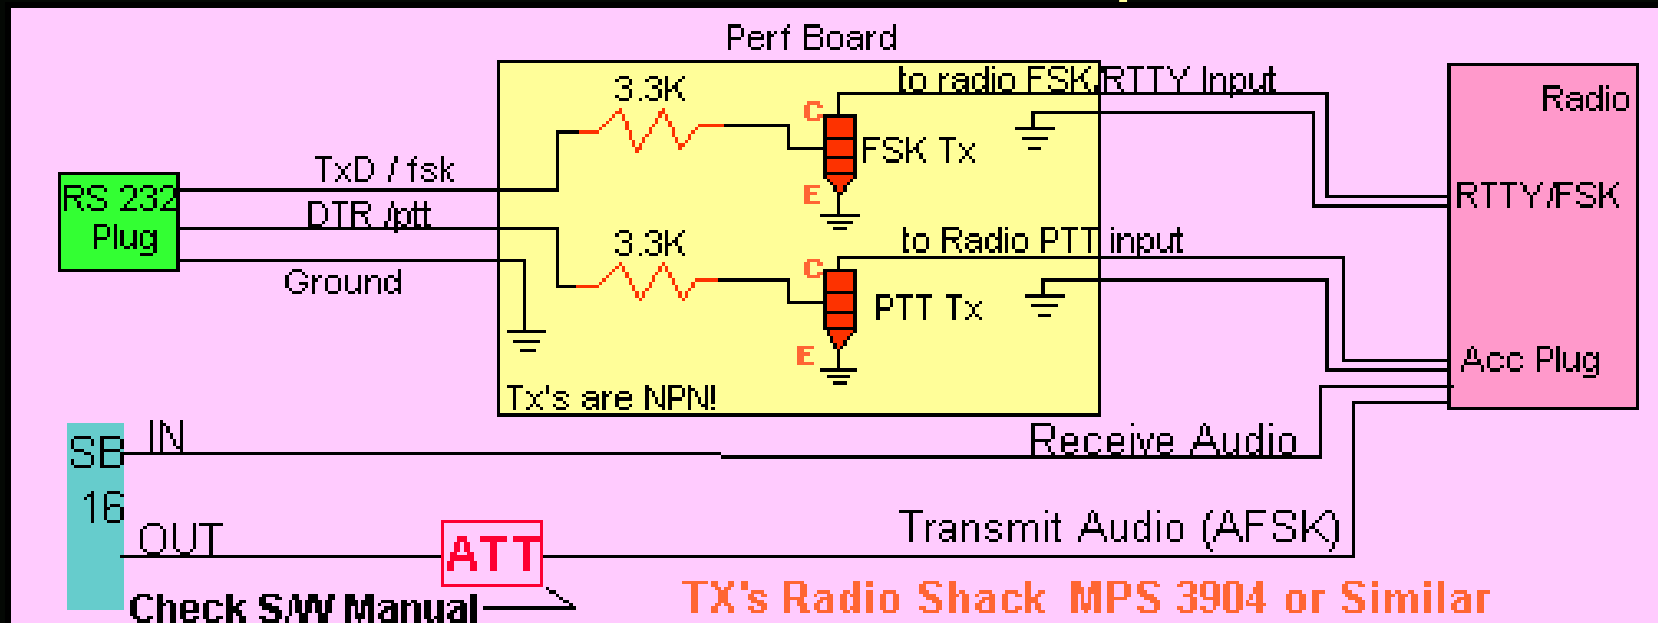 Perf Board
to radio FSK/RTTY Input
3.3K
C
Radio
FSK Tx
TxD / fsk
E
RS 232
Plug
RTTY/FSK
DTR /ptt
to Radio PTT input
3.3K
C
Ground
PTT Tx
E
Acc Plug
Tx's are NPN!
IN
Receive Audio
SB
16
OUT
Transmit Audio (AFSK)
ATT
Check S/W Manual
TX's Radio Shack MPS 3904 or Similar